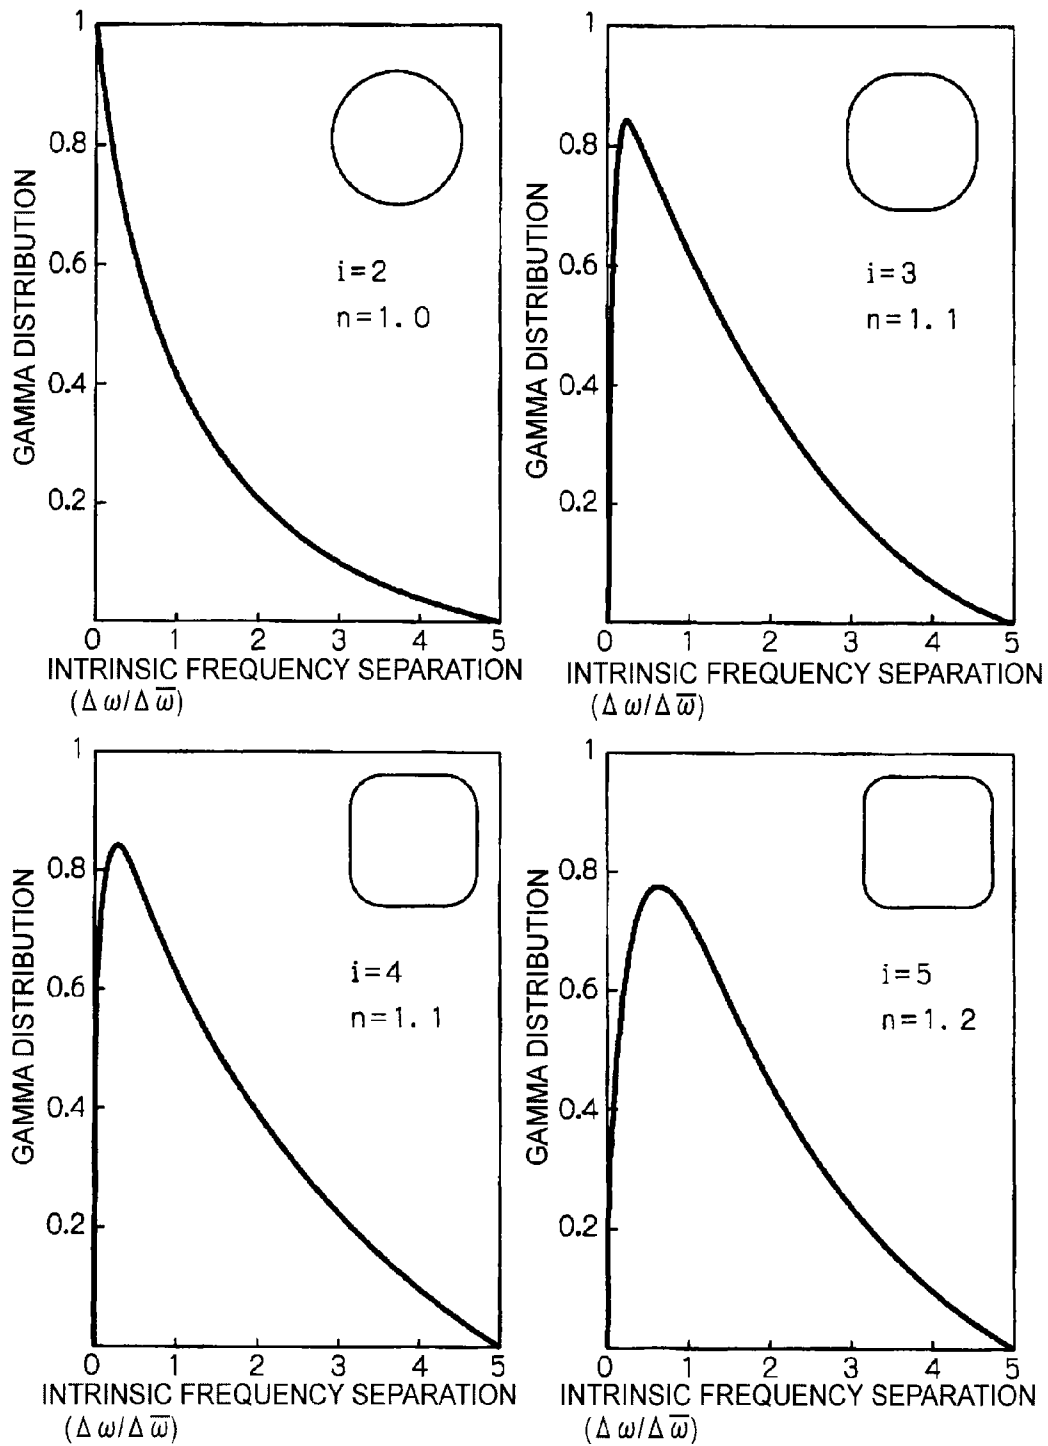 1
0.8
0.6
0.4
0.2
GAMMA DISTRIBUTION
i=2
n=1.0
0 1 2 3 4 5
INTRINSIC FREQUENCY SEPARATION
(Δω/Δω̅)
1
0.8
0.6
0.4
0.2
GAMMA DISTRIBUTION
i=3
n=1.1
0 1 2 3 4 5
INTRINSIC FREQUENCY SEPARATION
(Δω/Δω̅)
1
0.8
0.6
0.4
0.2
GAMMA DISTRIBUTION
i=4
n=1.1
0 1 2 3 4 5
INTRINSIC FREQUENCY SEPARATION
(Δω/Δω̅)
1
0.8
0.6
0.4
0.2
GAMMA DISTRIBUTION
i=5
n=1.2
0 1 2 3 4 5
INTRINSIC FREQUENCY SEPARATION
(Δω/Δω̅)